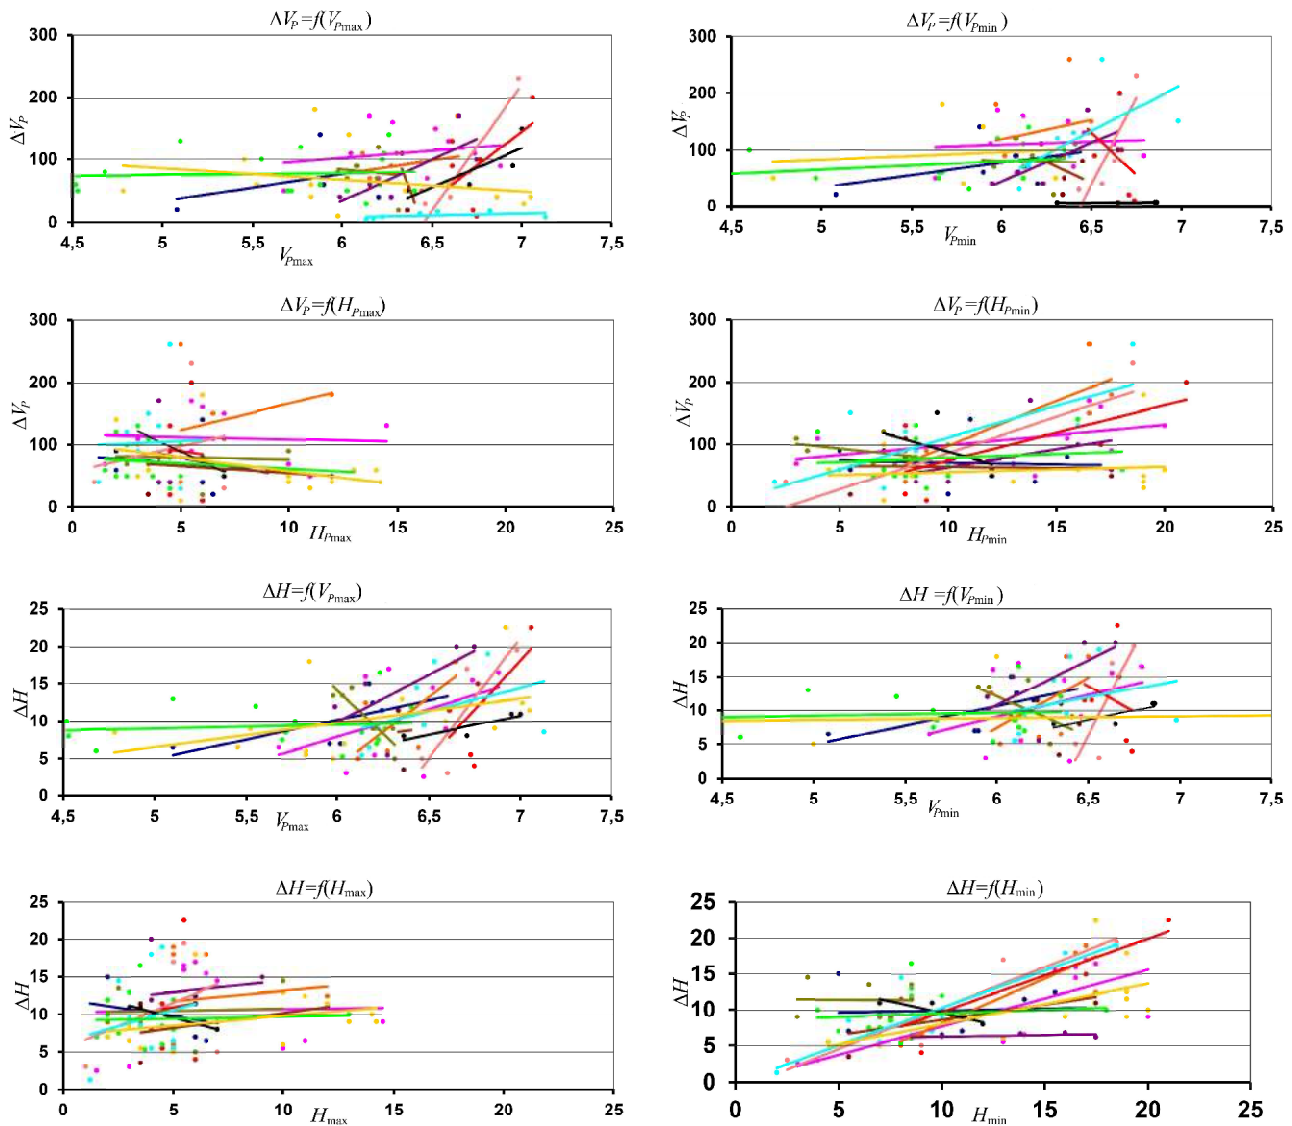 ΔV_P=f(V_Pmax)
300
200
100
0
ΔV_P
4,5 5 5,5 6 6,5 7 7,5
V_Pmax
ΔV_P=f(V_Pmin)
300
200
100
0
ΔV_P
4,5 5 5,5 6 6,5 7 7,5
V_Pmin
ΔV_P=f(H_Pmax)
300
200
100
0
ΔV_P
0 5 10 15 20 25
H_Pmax
ΔV_P=f(H_Pmin)
300
200
100
0
ΔV_P
0 5 10 15 20 25
H_Pmin
ΔH=f(V_Pmax)
25
20
15
10
5
0
ΔH
4,5 5 5,5 6 6,5 7 7,5
V_Pmax
ΔH =f(V_Pmin)
25
20
15
10
5
0
ΔH
4,5 5 5,5 6 6,5 7 7,5
V_Pmin
ΔH=f(H_max)
25
20
15
10
5
0
ΔH
0 5 10 15 20 25
H_max
ΔH=f(H_min)
25
20
15
10
5
0
ΔH
0 5 10 15 20 25
H_min